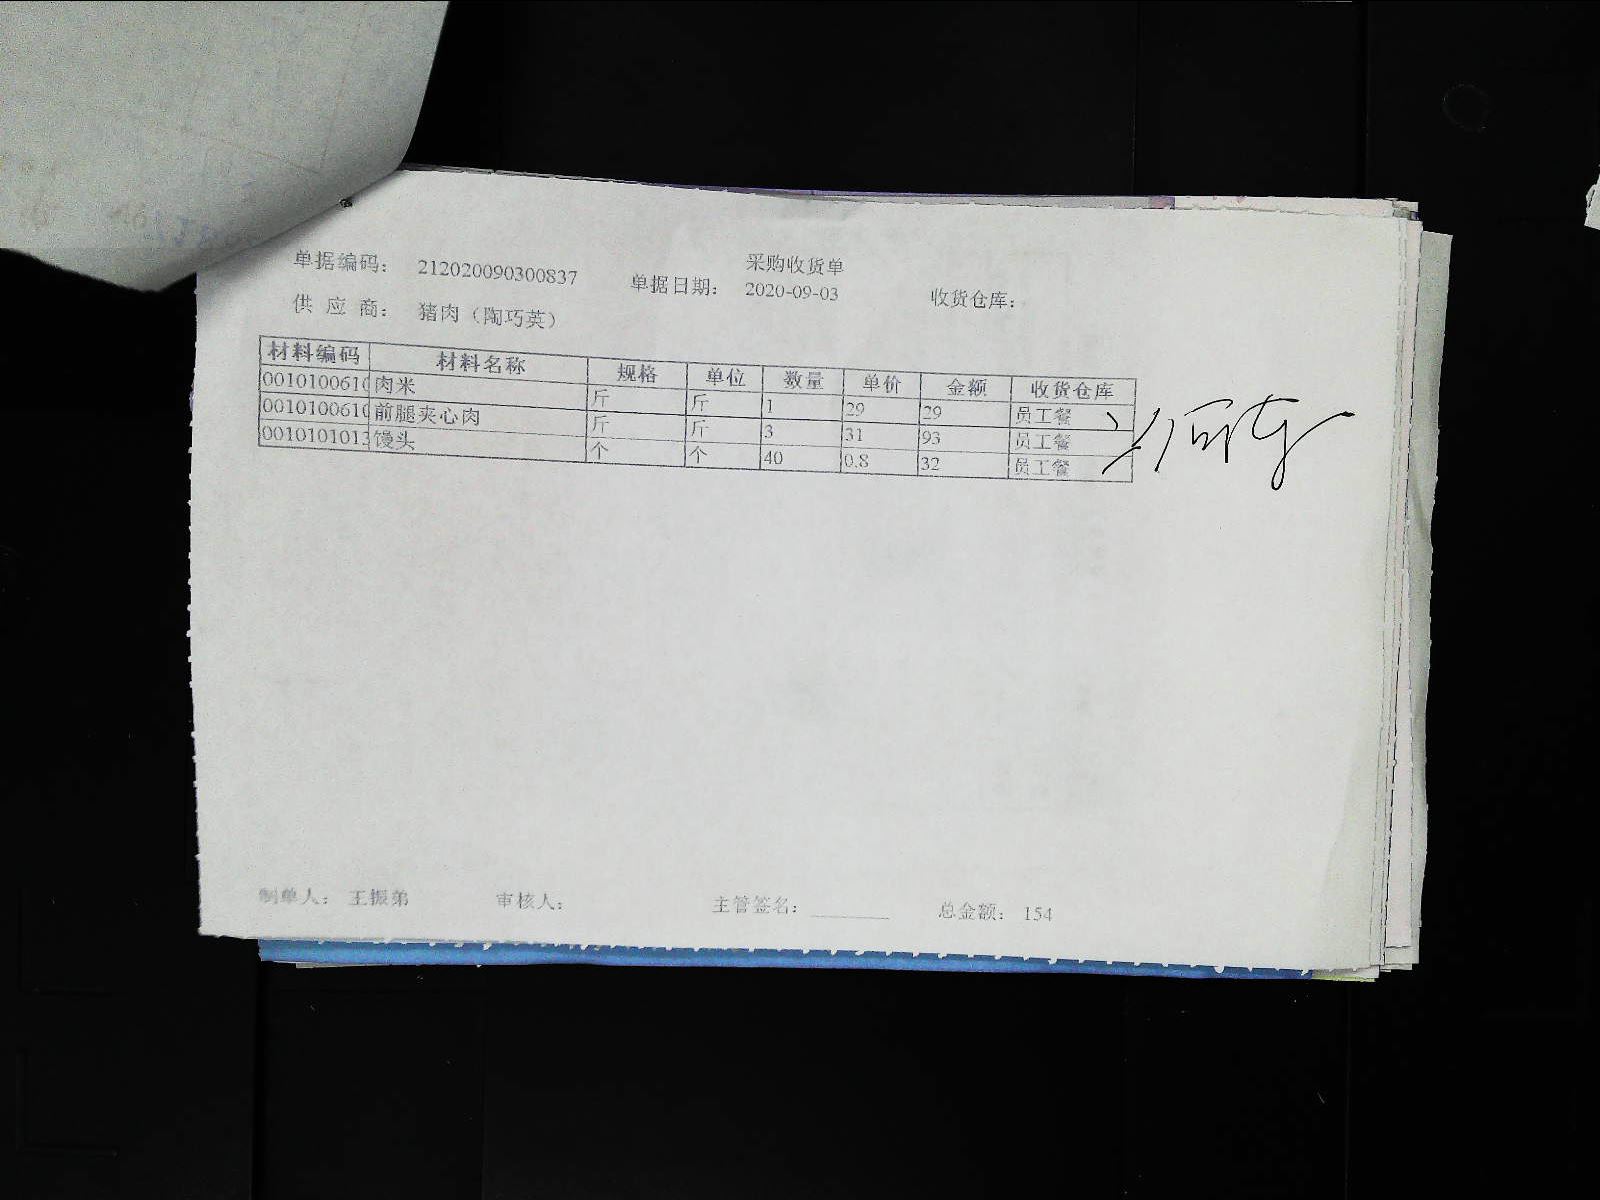 采购收货单
单据编码： 212020090300837 单据日期： 2020-09-03 收货仓库：
供 应 商： 猪肉（陶巧英）
材料编码 材料名称 规格 单位 数量 单价 金额 收货仓库
0010100610 肉米 斤 斤 1 29 29 员工餐
0010100610 前腿夹心肉 斤 斤 3 31 93 员工餐
0010101013 馒头 个 个 40 0.8 32 员工餐
制单人： 王振弟 审核人： 主管签名：________ 总金额： 154